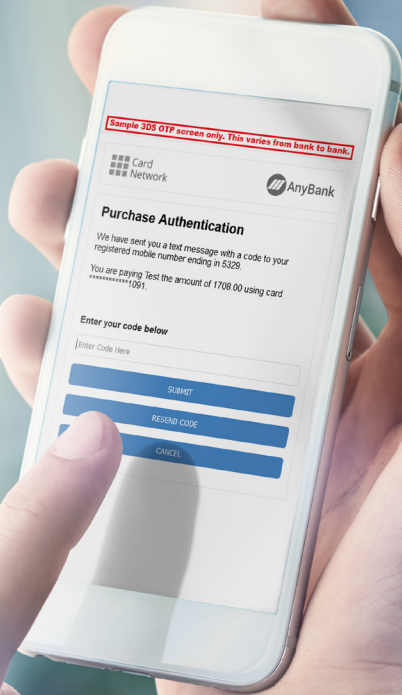 Sample 3DS OTP screen only. This varies from bank to bank.
Card
Network
AnyBank
Purchase Authentication
We have sent you a text message with a code to your
registered mobile number ending in 5329.
You are paying Test the amount of 1708.00 using card
************1091.
Enter your code below
Enter Code Here
SUBMIT
RESEND CODE
CANCEL